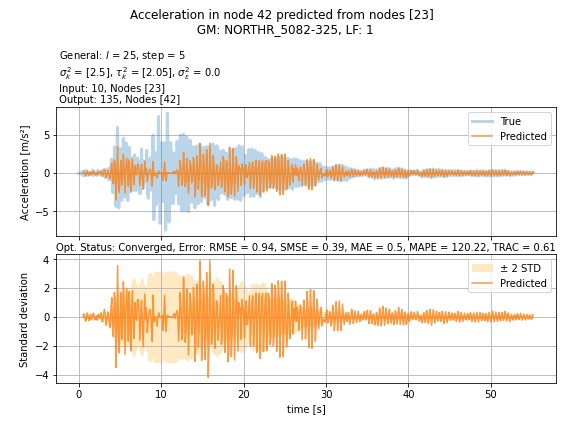 Acceleration in node 42 predicted from nodes [23]
GM: NORTHR_5082-325, LF: 1
General: l = 25, step = 5
σ²ₖ = [2.5], τ²ₖ = [2.05], σ²ε = 0.0
Input: 10, Nodes [23]
Output: 135, Nodes [42]
Acceleration [m/s²]
5
0
−5
True
Predicted
Opt. Status: Converged, Error: RMSE = 0.94, SMSE = 0.39, MAE = 0.5, MAPE = 120.22, TRAC = 0.61
Standard deviation
4
2
0
−2
−4
± 2 STD
Predicted
0 10 20 30 40 50
time [s]